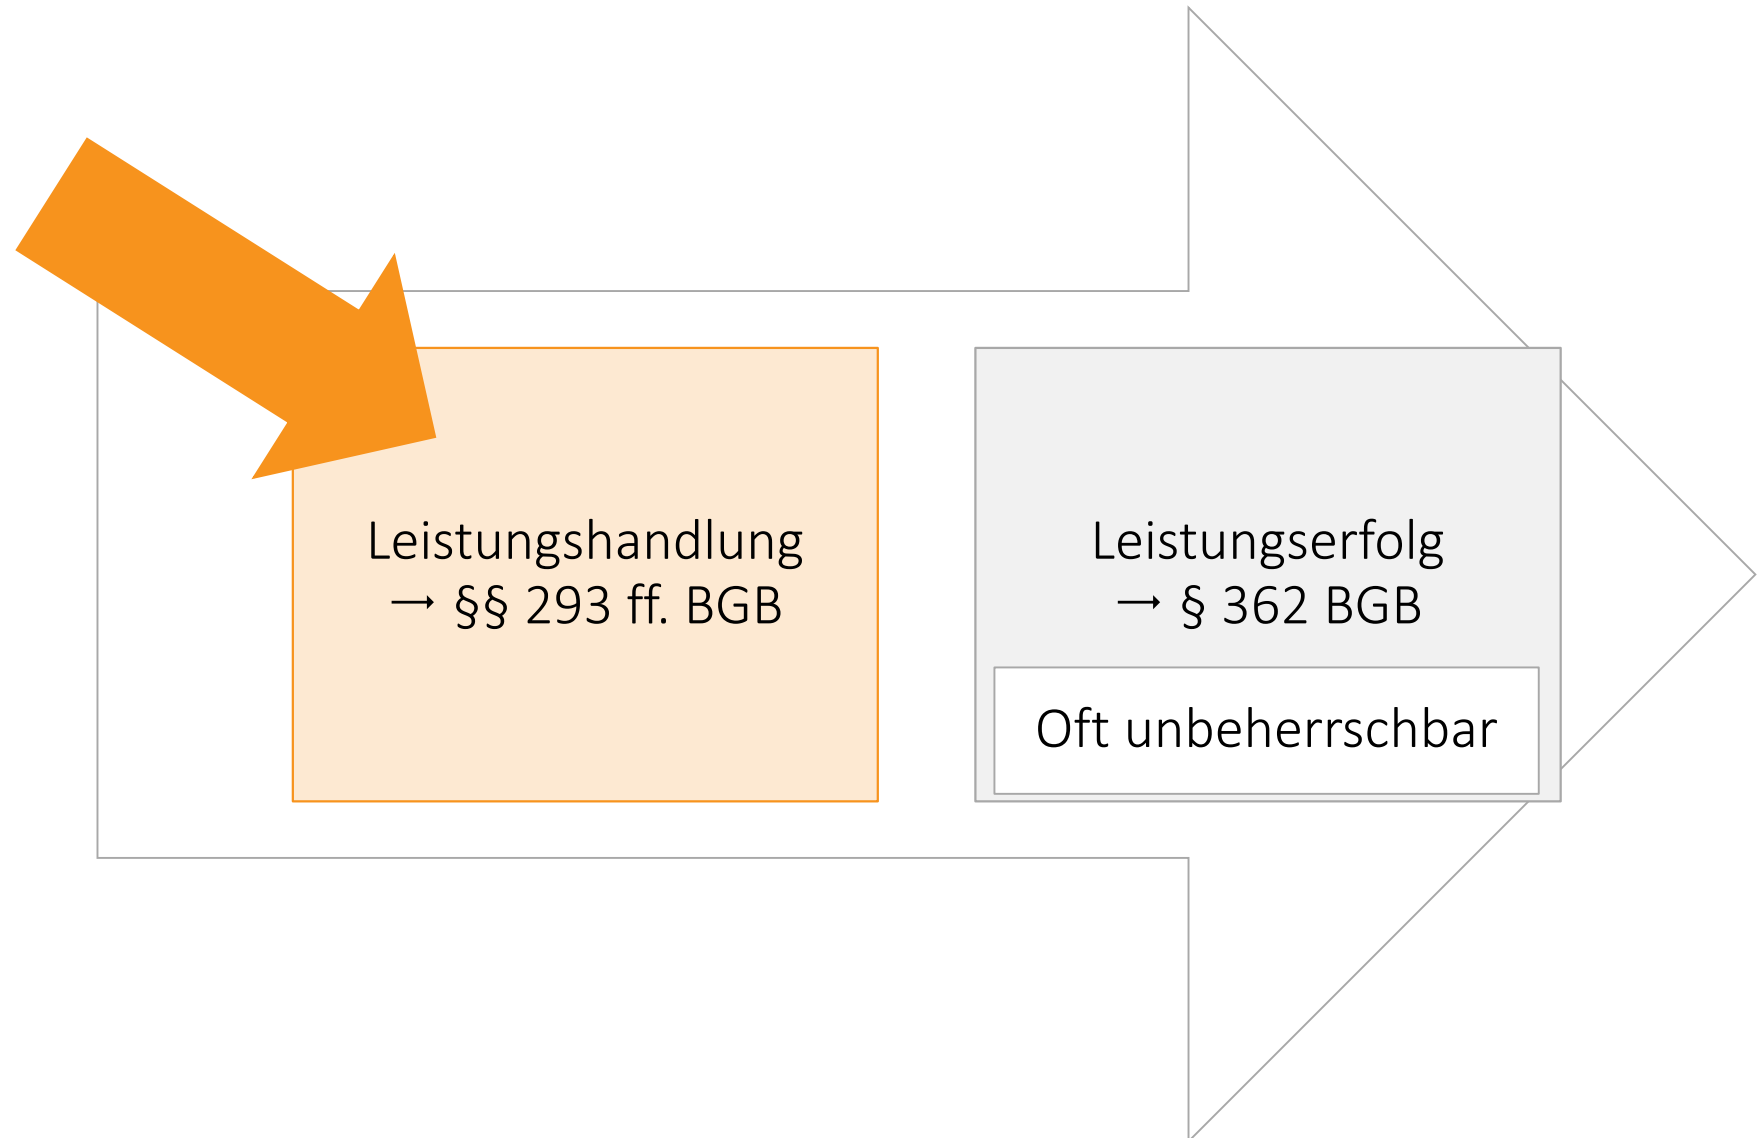 Leistungshandlung
→ §§ 293 ff. BGB
Leistungserfolg
→ § 362 BGB
Oft unbeherrschbar